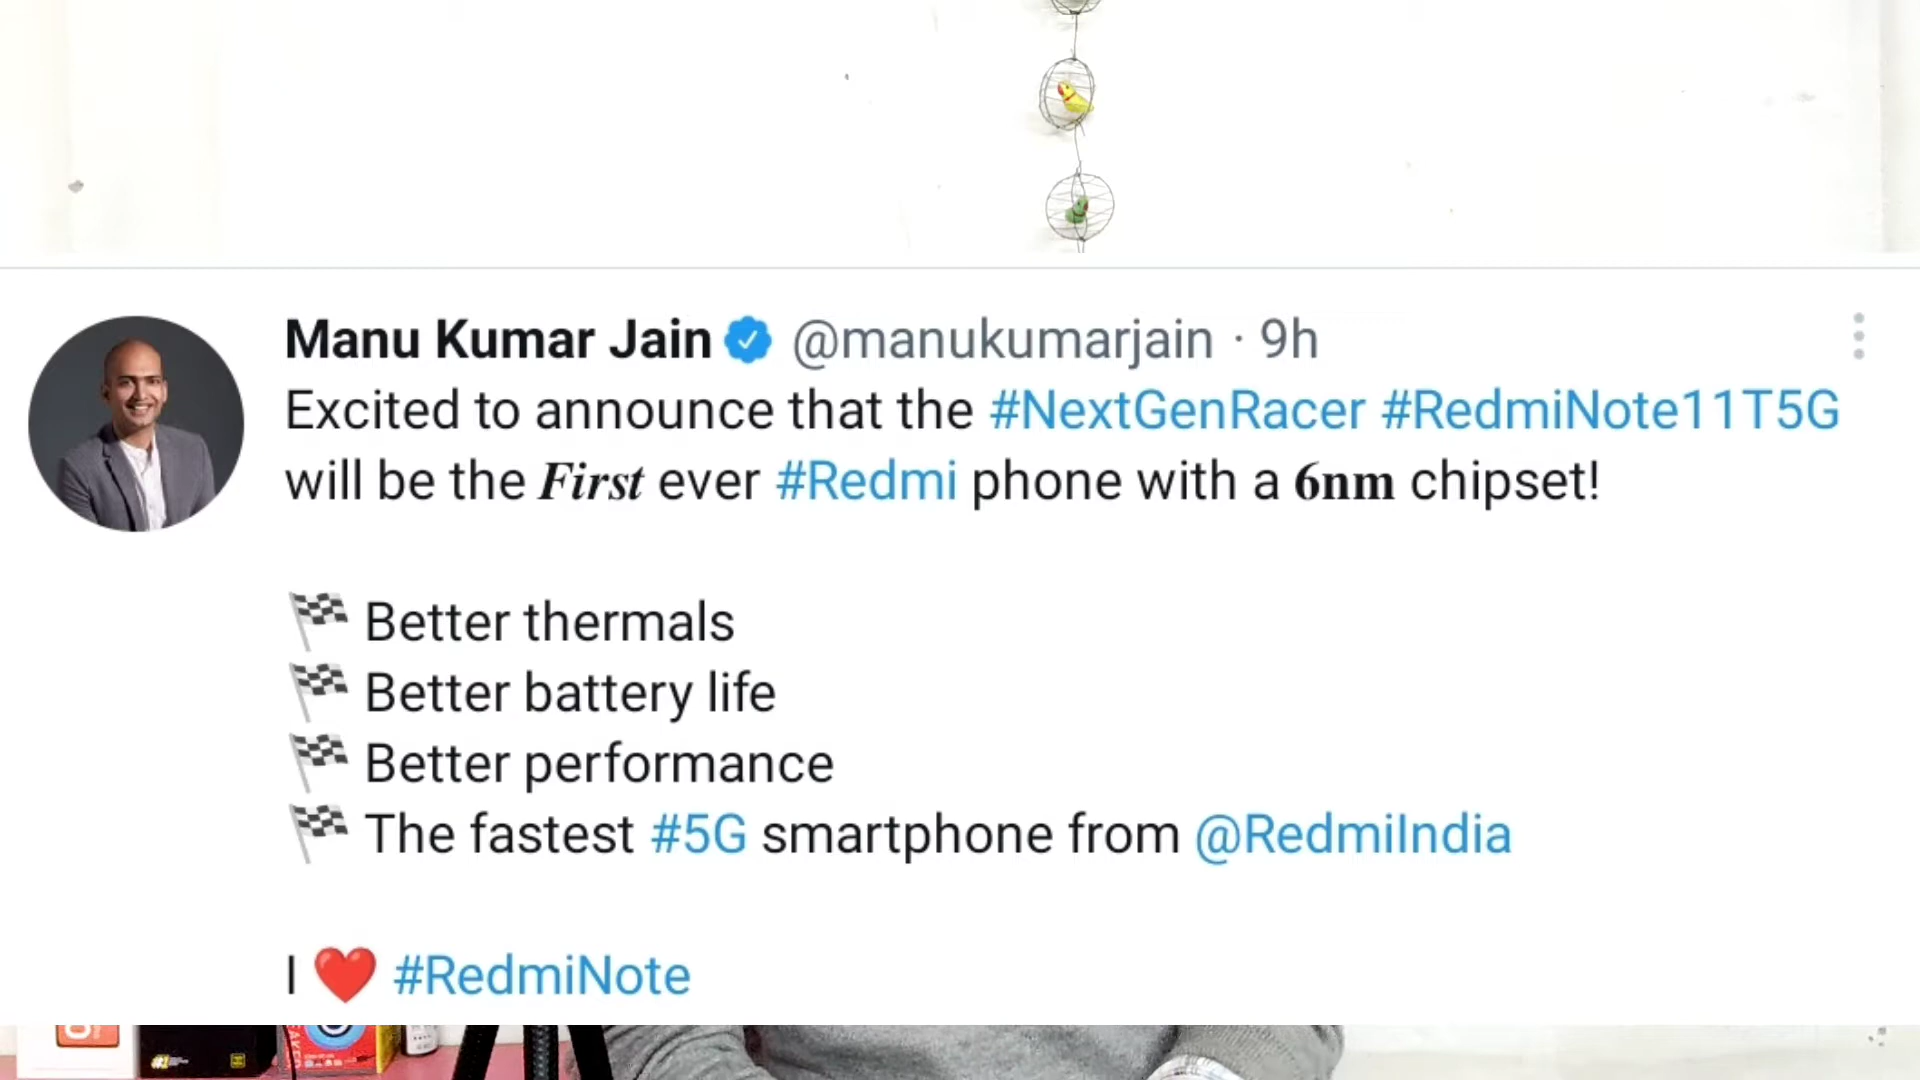 Manu Kumar Jain @manukumarjain · 9h
Excited to announce that the #NextGenRacer #RedmiNote11T5G
will be the First ever #Redmi phone with a 6nm chipset!
🏁 Better thermals
🏁 Better battery life
🏁 Better performance
🏁 The fastest #5G smartphone from @RedmiIndia
I ❤️ #RedmiNote
#1